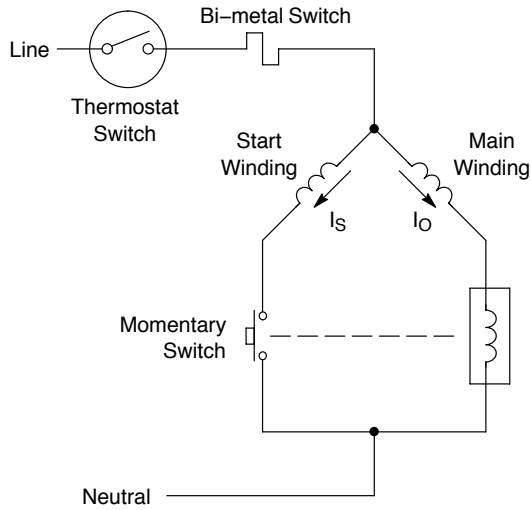 Bi–metal Switch
Line
Thermostat
Switch
Start
Winding
Main
Winding
IS
IO
Momentary
Switch
Neutral